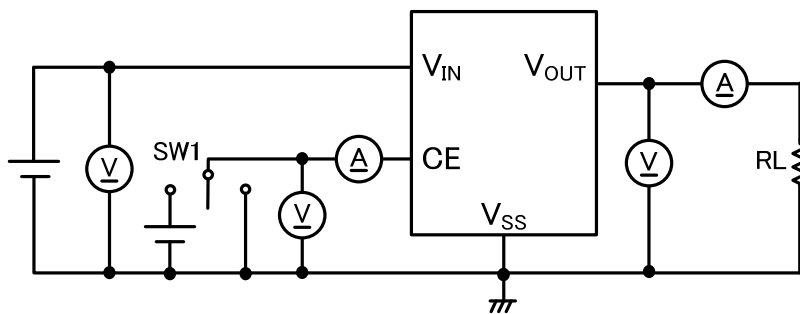 V_IN V_OUT
A
SW1 A CE
V V RL
V
V_SS